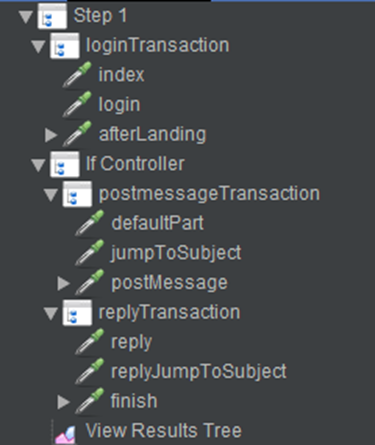 Step 1
loginTransaction
index
login
afterLanding
If Controller
postmessageTransaction
defaultPart
jumpToSubject
postMessage
replyTransaction
reply
replyJumpToSubject
finish
View Results Tree